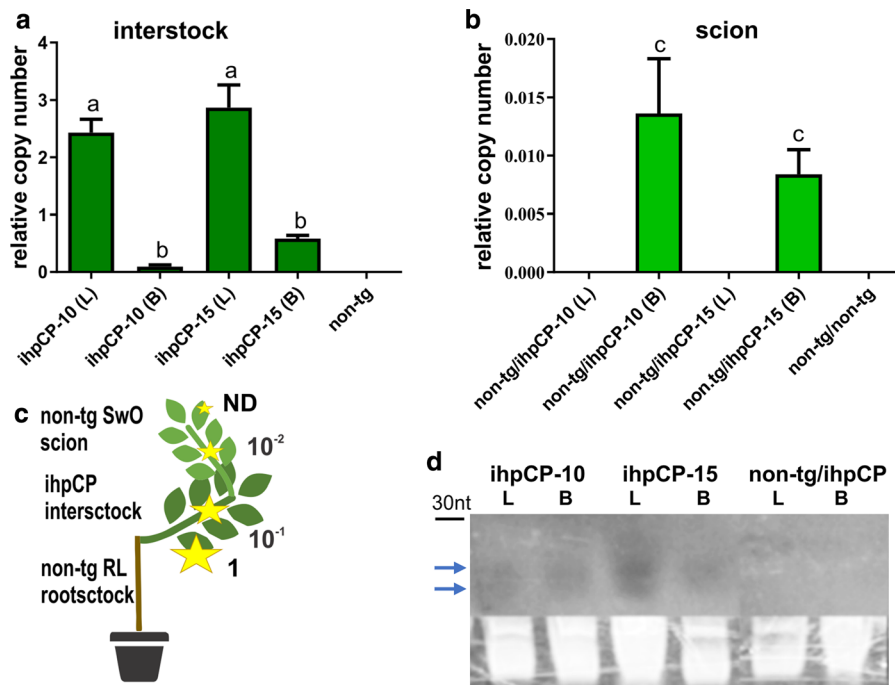 a
interstock
relative copy number
4
3
2
1
0
a
b
a
b
ihpCP-10 (L)
ihpCP-10 (B)
ihpCP-15 (L)
ihpCP-15 (B)
non-tg
b
scion
relative copy number
0.020
0.015
0.010
0.005
0.000
c
c
non-tg/ihpCP-10 (L)
non-tg/ihpCP-10 (B)
non-tg/ihpCP-15 (L)
non.tg/ihpCP-15 (B)
non-tg/non-tg
c
non-tg SwO
scion
ihpCP
intersctock
non-tg RL
rootsctock
ND
10-2
10-1
1
d
ihpCP-10 ihpCP-15 non-tg/ihpCP
30nt L B L B L B